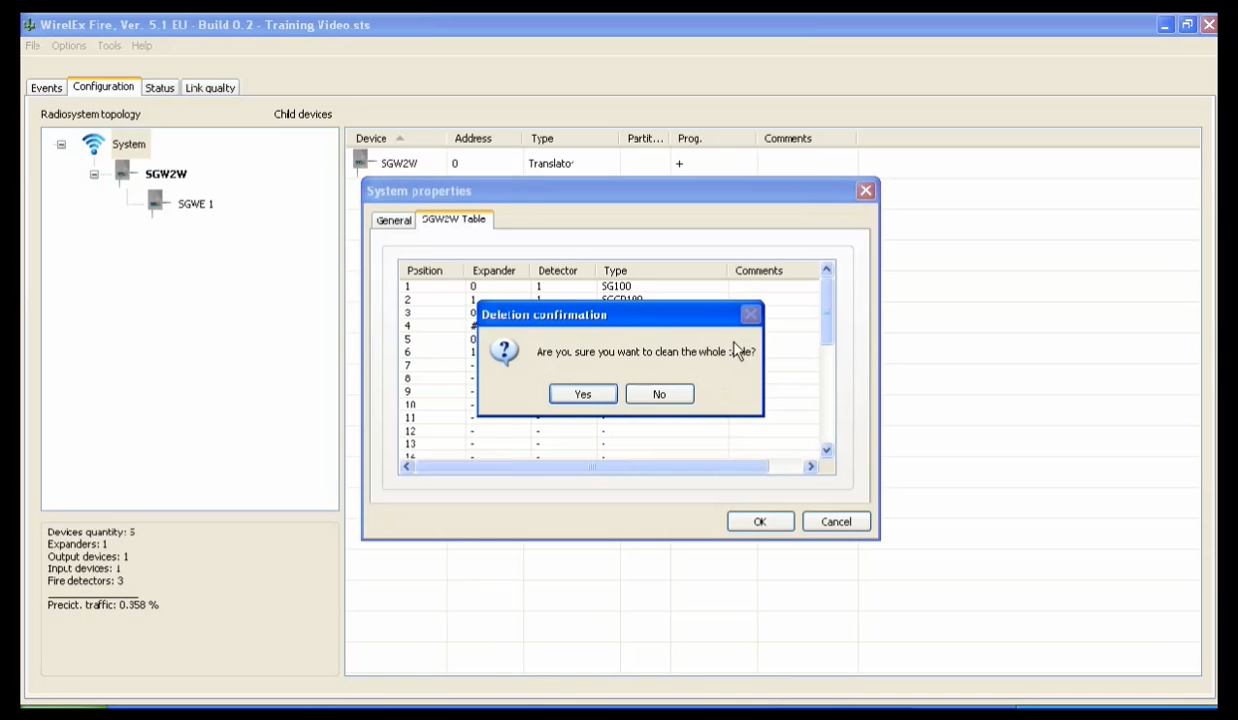 WirelEx Fire, Ver. 5.1 EU - Build 0.2 - Training Video.sts
File Options Tools Help
Events Configuration Status Link quality
Radiosystem topology Child devices
System
SGW2W
SGWE 1
Device Address Type Partit... Prog. Comments
SGW2W 0 Translator +
System properties
General SGW2W Table
Position Expander Detector Type Comments
1 0 1 SG100
2 1 1
3 0
4 #
5 0
6 1
7 -
8 -
9 -
10 -
11 - - -
12 - - -
13 - - -
14 - - -
Deletion confirmation
Are you sure you want to clean the whole
Yes No
OK Cancel
Devices quantity: 5
Expanders: 1
Output devices: 1
Input devices: 1
Fire detectors: 3
Predict. traffic: 0.358 %